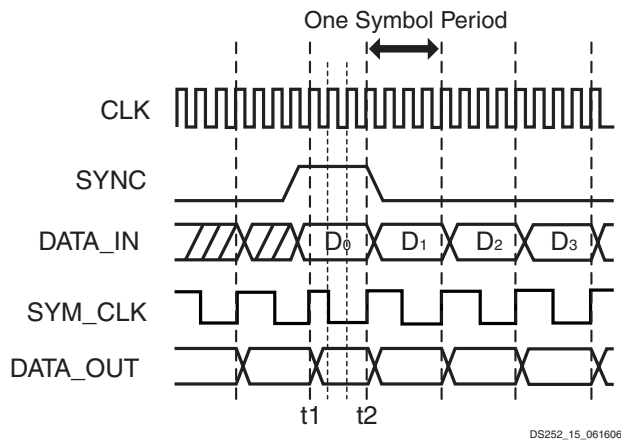 One Symbol Period
CLK
SYNC
DATA_IN D0 D1 D2 D3
SYM_CLK
DATA_OUT
t1 t2
DS252_15_061606